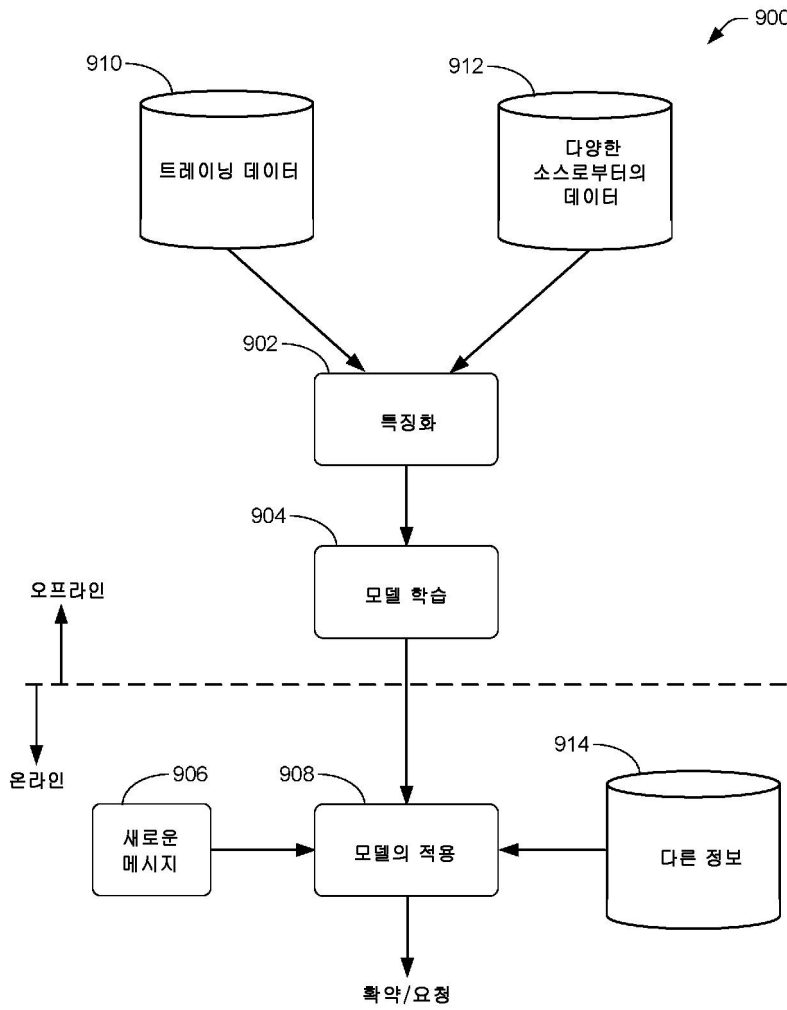 900
910
912
트레이닝 데이터
다양한
소스로부터의
데이터
902
특징화
904
모델 학습
오프라인
온라인
906
908
914
새로운
메시지
모델의 적용
다른 정보
확약/요청